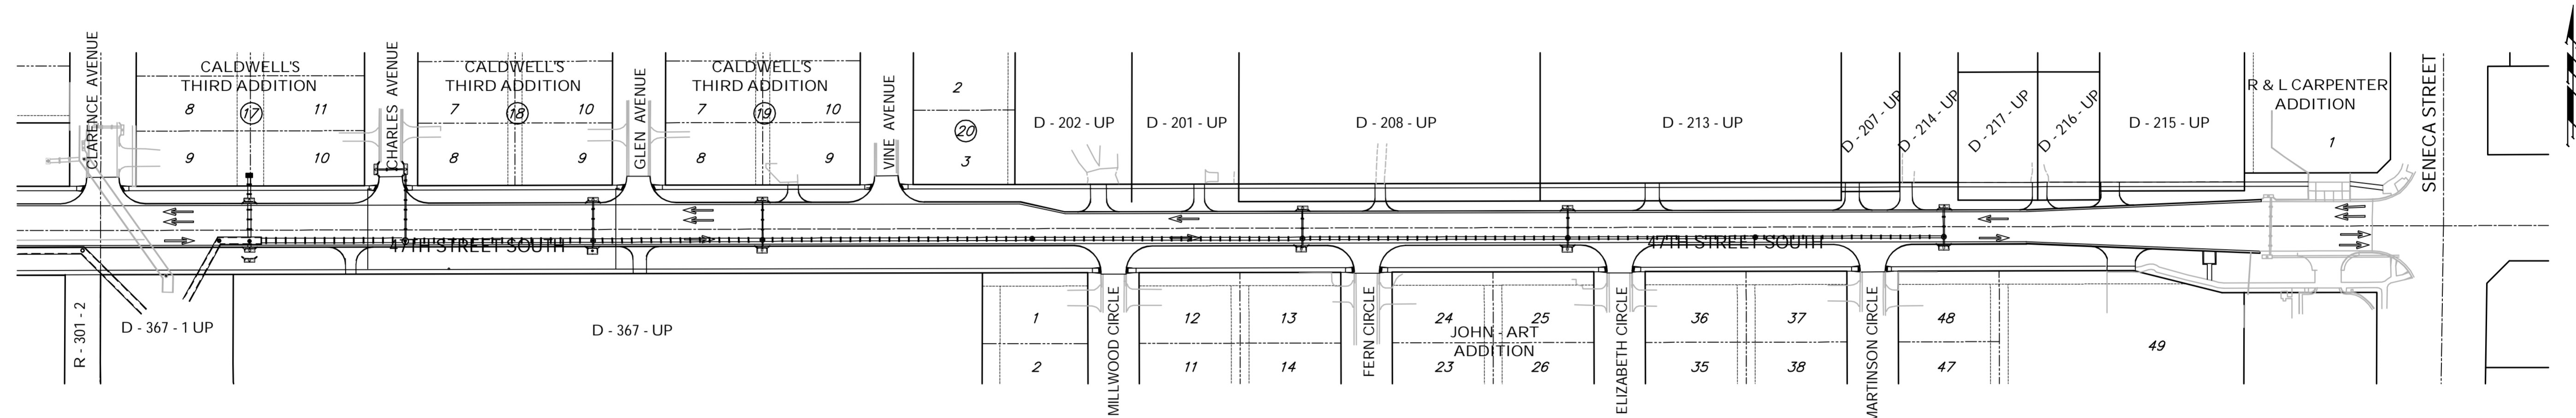 CLARENCE AVENUE
CALDWELL'S
THIRD ADDITION
8
17
11
9
10
CHARLES AVENUE
CALDWELL'S
THIRD ADDITION
7
18
10
8
9
GLEN AVENUE
CALDWELL'S
THIRD ADDITION
7
19
10
8
9
VINE AVENUE
2
20
3
D - 202 - UP
D - 201 - UP
D - 208 - UP
D - 213 - UP
D - 207 - UP
D - 214 - UP
D - 217 - UP
D - 216 - UP
D - 215 - UP
R & L CARPENTER
ADDITION
1
SENECA STREET
47TH STREET SOUTH
47TH STREET SOUTH
R - 301 - 2
D - 367 - 1 UP
D - 367 - UP
1
2
MILLWOOD CIRCLE
12
13
11
14
FERN CIRCLE
24
25
JOHN - ART
ADDITION
23
26
ELIZABETH CIRCLE
36
37
35
38
MARTINSON CIRCLE
48
47
49